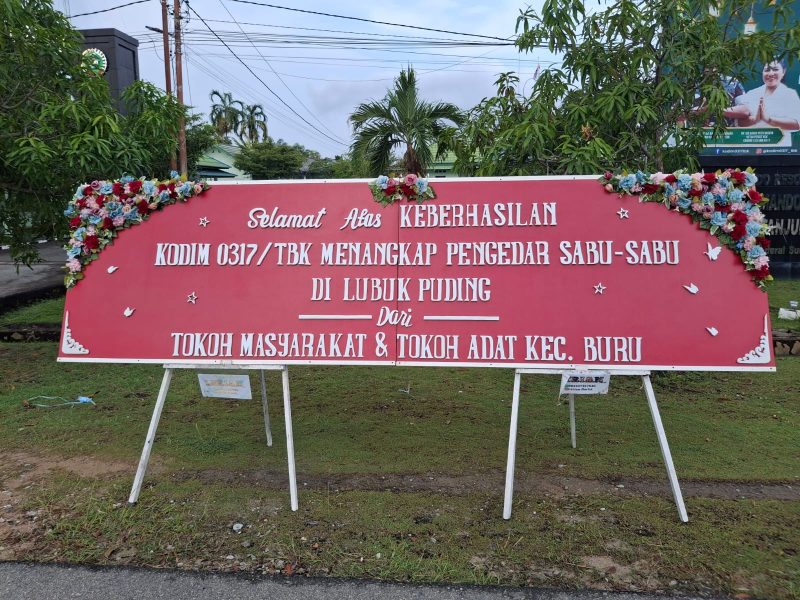 Selamat Atas KEBERHASILAN
KODIM 0317/TBK MENANGKAP PENGEDAR SABU-SABU
DI LUBUK PUDING
Dari
TOKOH MASYARAKAT & TOKOH ADAT KEC. BURU